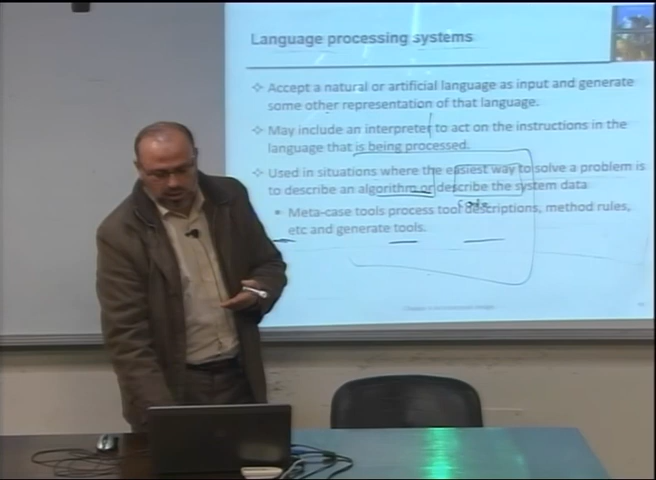 Language processing systems
Accept a natural or artificial language as input and generate
some other representation of that language.
May include an interpreter to act on the instructions in the
language that is being processed.
Used in situations where the easiest way to solve a problem is
to describe an algorithm or describe the system data
Meta-case tools process tool descriptions, method rules,
etc and generate tools.